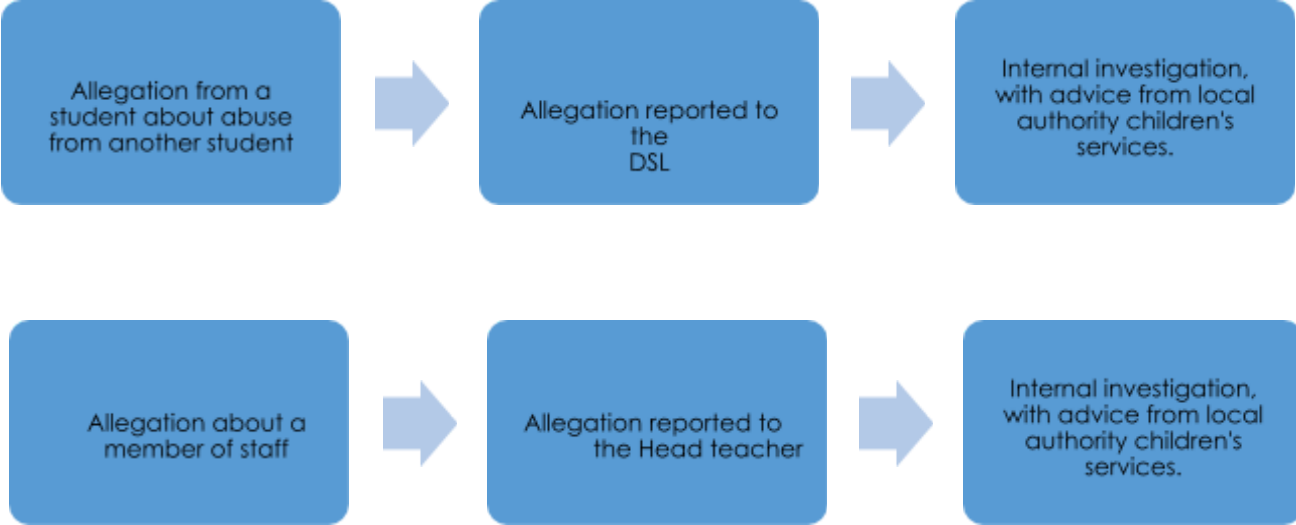 Allegation from a
student about abuse
from another student
Allegation reported to
the
DSL
Internal investigation,
with advice from local
authority children's
services.
Allegation about a
member of staff
Allegation reported to
the Head teacher
Internal investigation,
with advice from local
authority children's
services.